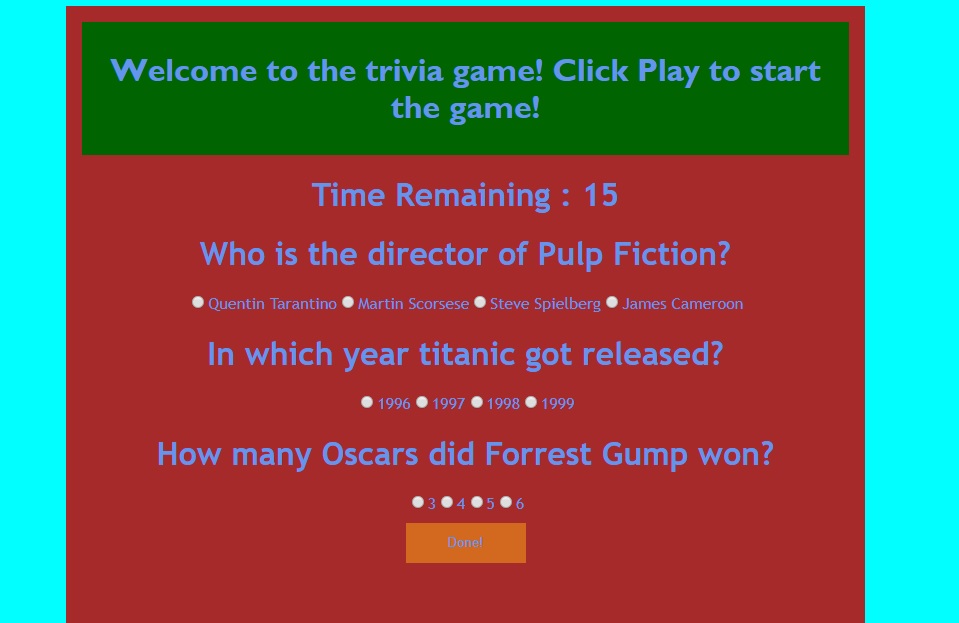 Welcome to the trivia game! Click Play to start
the game!
Time Remaining : 15
Who is the director of Pulp Fiction?
Quentin Tarantino Martin Scorsese Steve Spielberg James Cameroon
In which year titanic got released?
1996 1997 1998 1999
How many Oscars did Forrest Gump won?
3 4 5 6
Done!